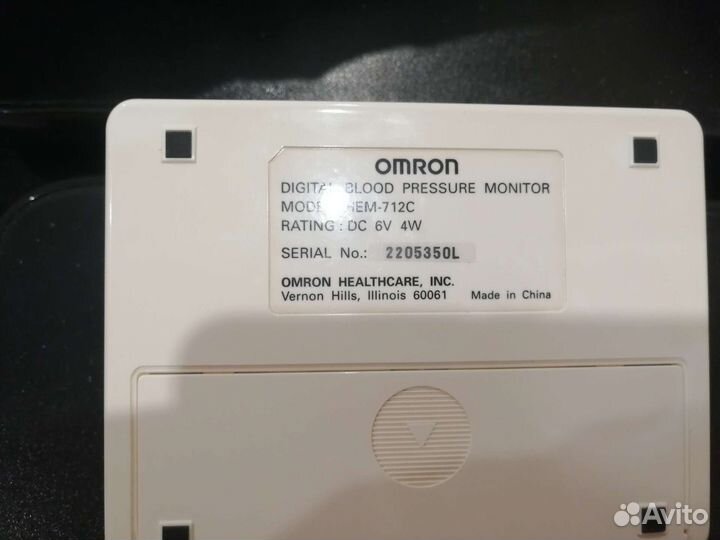 OMRON
DIGITAL BLOOD PRESSURE MONITOR
MODEL HEM-712C
RATING: DC 6V 4W
SERIAL No.: 2205350L
OMRON HEALTHCARE, INC.
Vernon Hills, Illinois 60061 Made in China
Avito